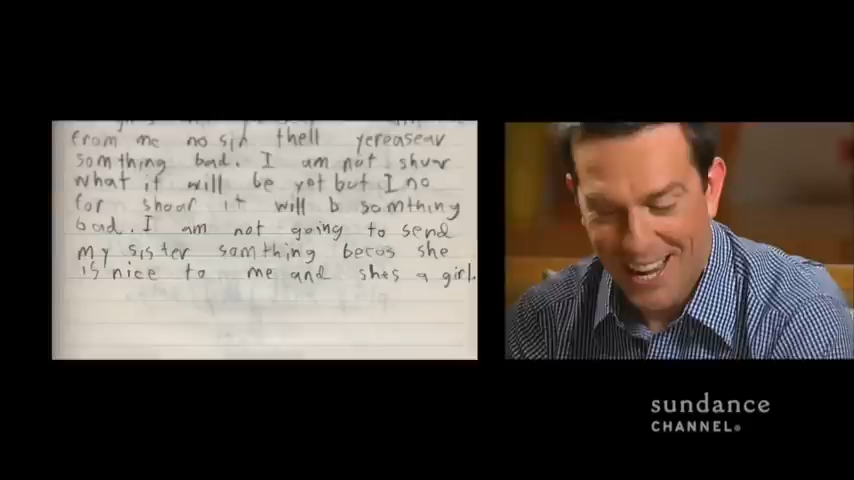 from me no sir thell yereaseav
somthing bad. I am not shuar
what it will be yet but I no
for shoar it will b somthing
bad. I am not going to send
my sister somthing becos she
is nice to me and shes a girl.
sundance
CHANNEL